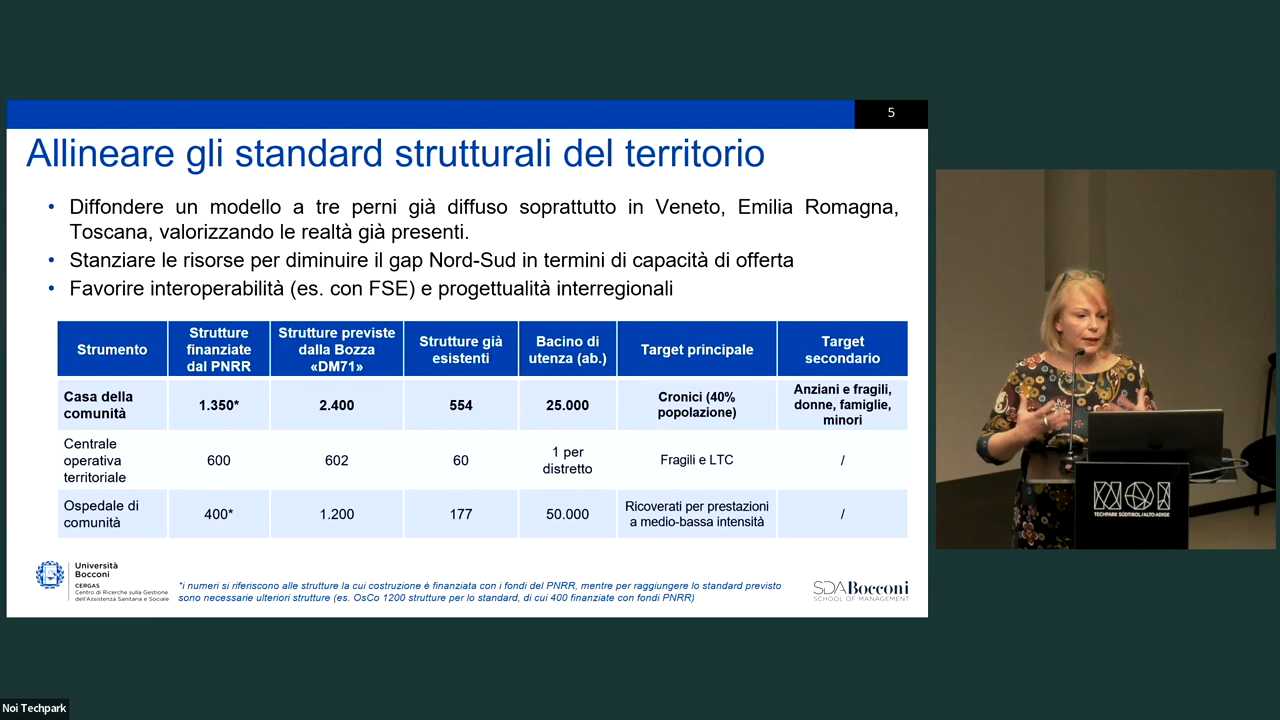 5
Allineare gli standard strutturali del territorio
• Diffondere un modello a tre perni già diffuso soprattutto in Veneto, Emilia Romagna,
Toscana, valorizzando le realtà già presenti.
• Stanziare le risorse per diminuire il gap Nord-Sud in termini di capacità di offerta
• Favorire interoperabilità (es. con FSE) e progettualità interregionali
Strumento
Strutture
finanziate
dal PNRR
Strutture previste
dalla Bozza
«DM71»
Strutture già
esistenti
Bacino di
utenza (ab.)
Target principale
Target
secondario
Casa della
comunità
1.350*
2.400
554
25.000
Cronici (40%
popolazione)
Anziani e fragili,
donne, famiglie,
minori
Centrale
operativa
territoriale
600
602
60
1 per
distretto
Fragili e LTC
/
Ospedale di
comunità
400*
1.200
177
50.000
Ricoverati per prestazioni
a medio-bassa intensità
/
Università
Bocconi
CERGAS
Centro di Ricerche sulla Gestione
dell'Assistenza Sanitaria e Sociale
*i numeri si riferiscono alle strutture la cui costruzione è finanziata con i fondi del PNRR, mentre per raggiungere lo standard previsto
sono necessarie ulteriori strutture (es. OsCo 1200 strutture per lo standard, di cui 400 finanziate con fondi PNRR)
SDA Bocconi
SCHOOL OF MANAGEMENT
NOI
TECHPARK SÜDTIROL/ALTO ADIGE
Noi Techpark